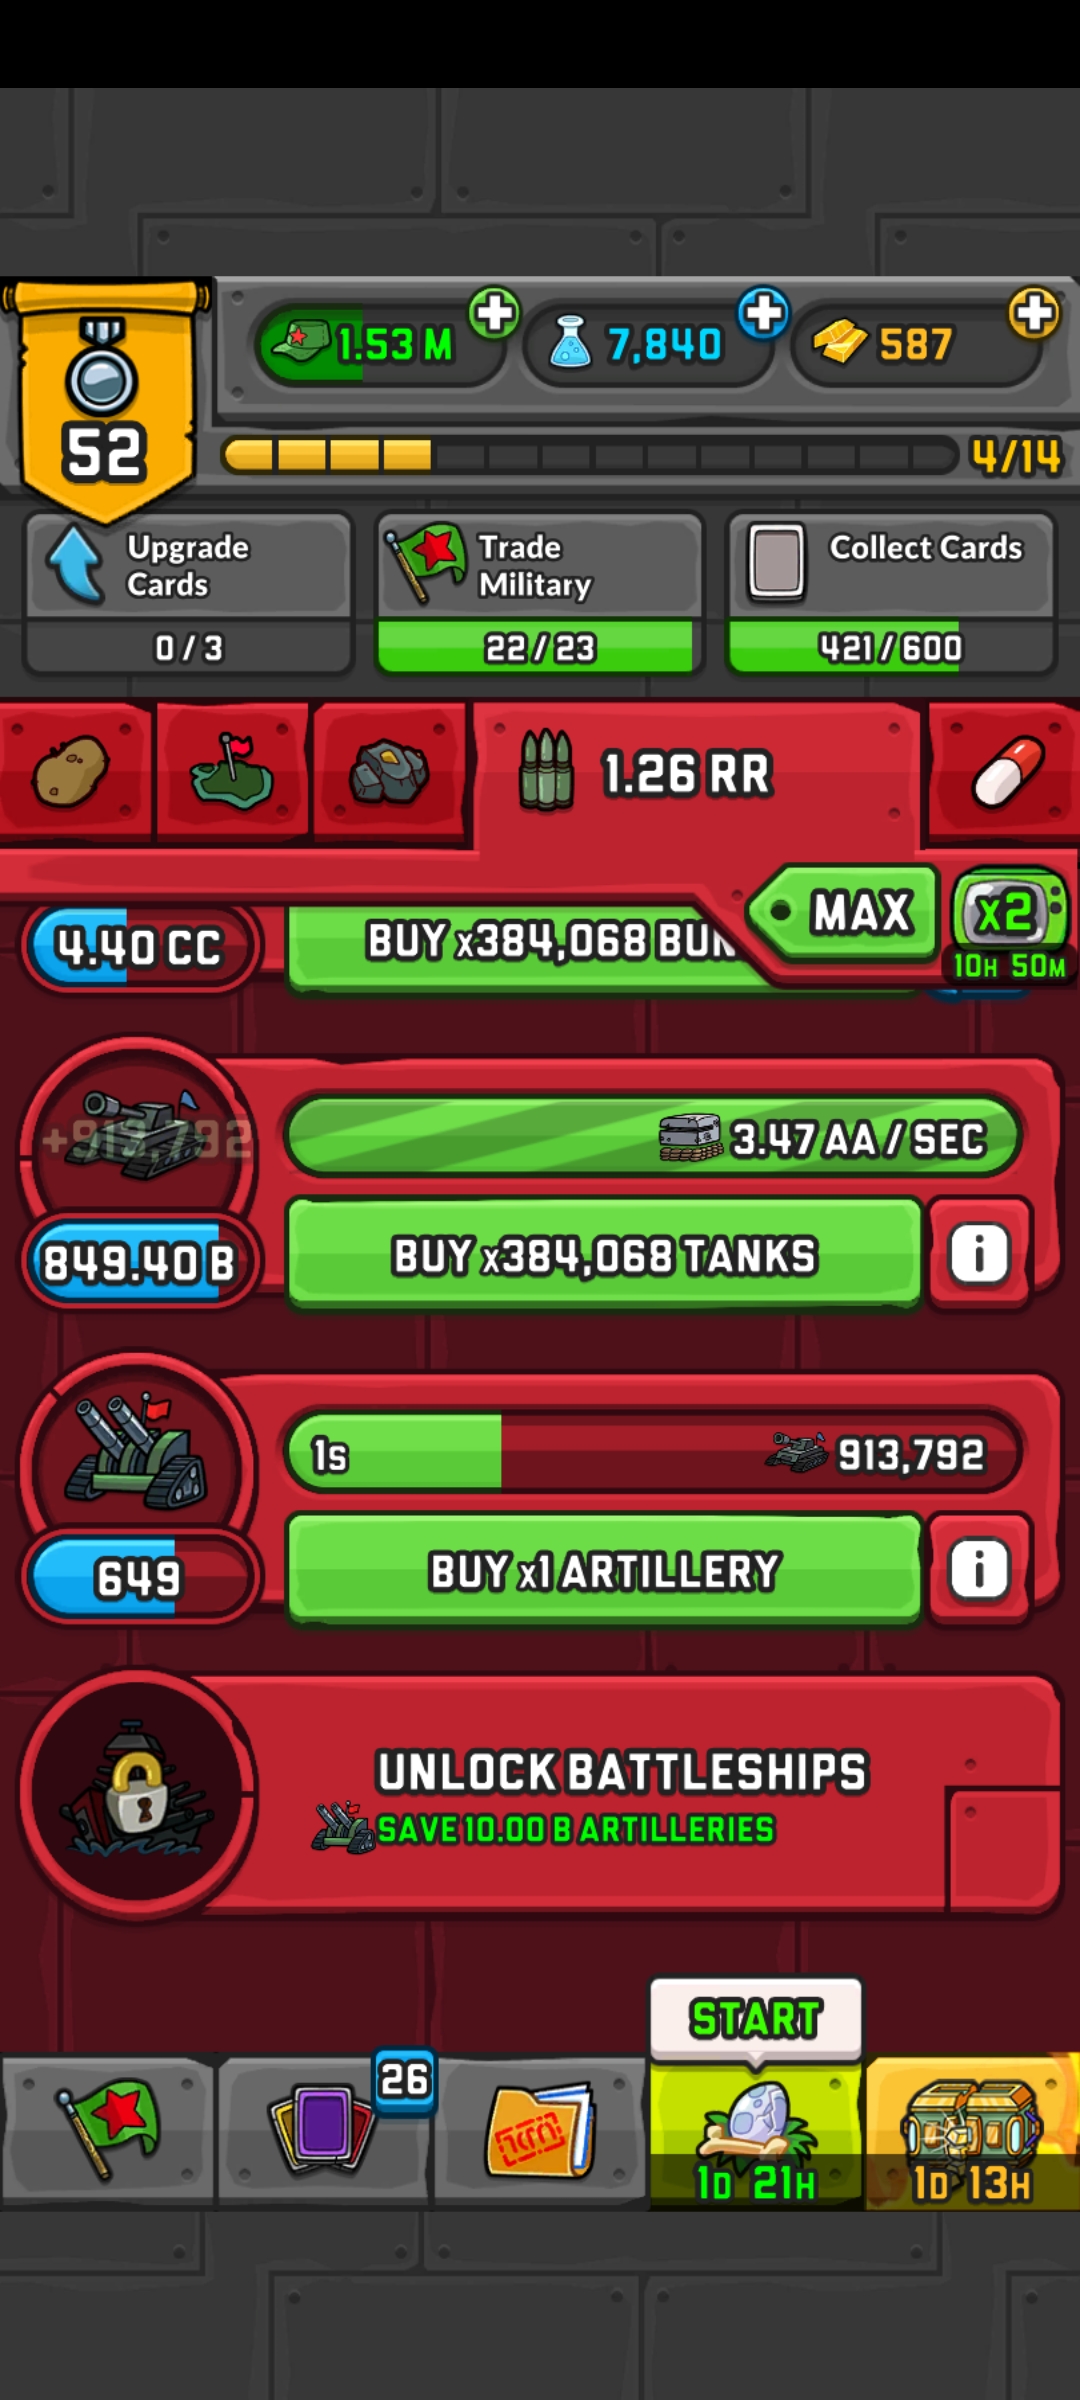 1.53 M
7,840
587
52
4/14
Upgrade
Cards
Trade
Military
Collect Cards
0 / 3
22 / 23
421 / 600
1.26 RR
MAX
x2
10H 50M
4.40 CC
BUY x384,068 BUN
+913,792
3.47 AA / SEC
849.40 B
BUY x384,068 TANKS
i
1s
913,792
649
BUY x1 ARTILLERY
i
UNLOCK BATTLESHIPS
SAVE 10.00 B ARTILLERIES
START
26
1D 21H
1D 13H